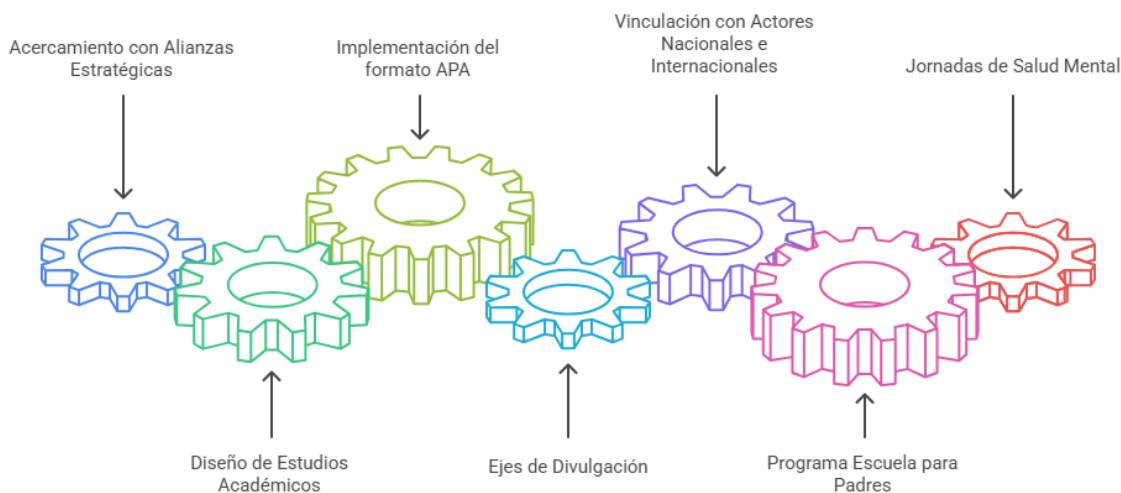 Acercamiento con Alianzas
Estratégicas
Implementación del
formato APA
Vinculación con Actores
Nacionales e
Internacionales
Jornadas de Salud Mental
Diseño de Estudios
Académicos
Ejes de Divulgación
Programa Escuela para
Padres